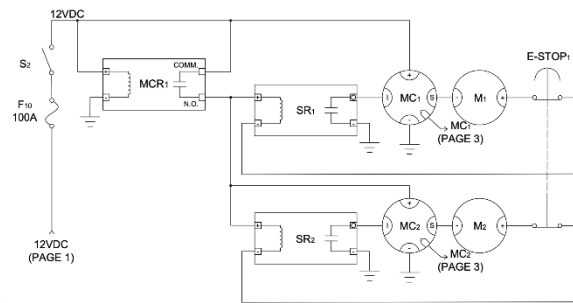 12VDC
S2
F10
100A
12VDC
(PAGE 1)
MCR1
COMM.
N.O.
+
-
SR1
+
-
MC1
+
-
I
S
M1
-
+
E-STOP1
MC1
(PAGE 3)
SR2
+
-
MC2
+
-
I
S
M2
-
+
MC2
(PAGE 3)